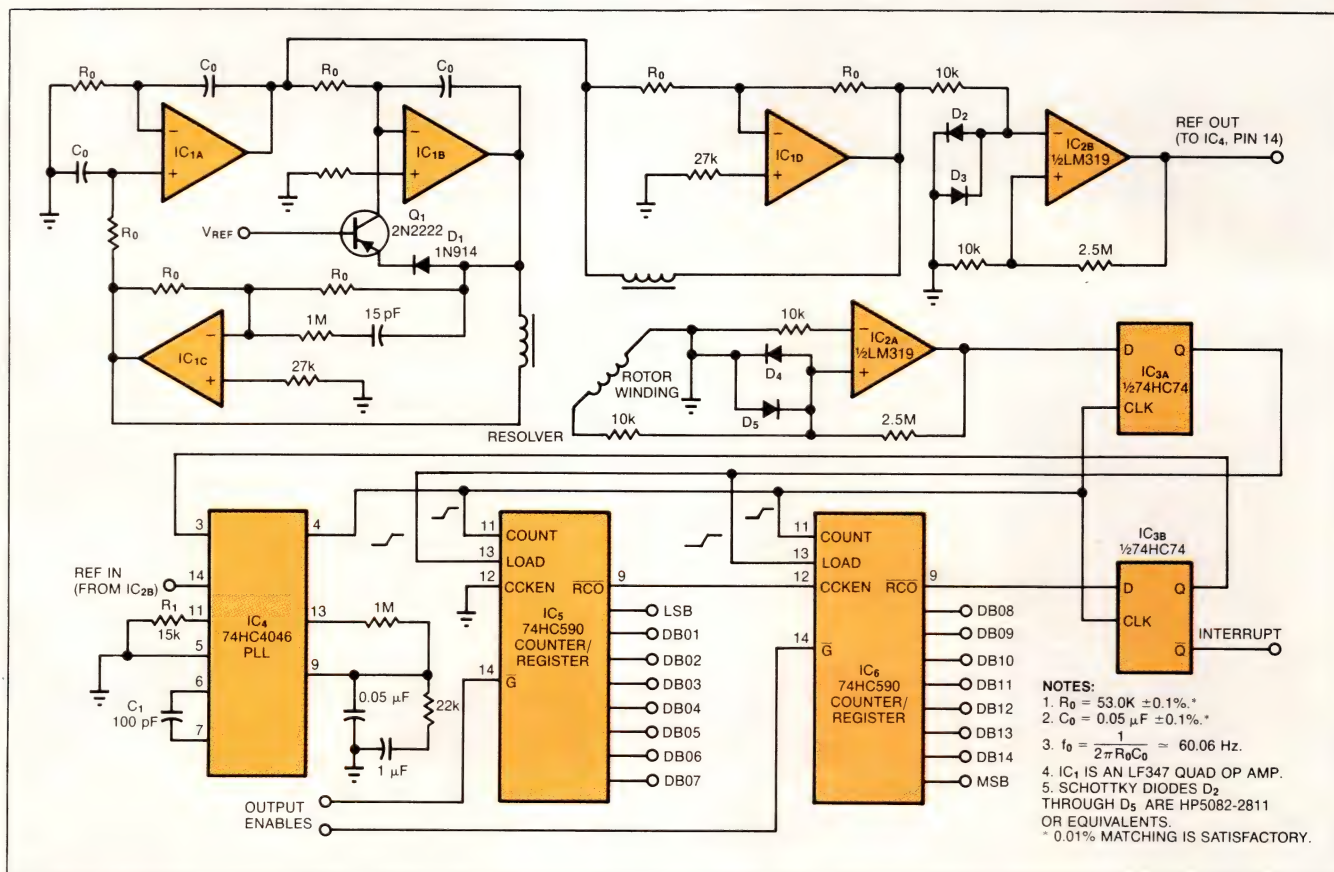 R0
C0
R0
C0
R0
R0
10k
C0
IC1A
IC1B
IC1D
D2
D3
IC2B
½LM319
REF OUT
(TO IC4, PIN 14)
27k
Q1
2N2222
VREF
D1
1N914
R0
10k
2.5M
R0
R0
1M
15 pF
IC1C
27k
10k
IC2A
½LM319
D4
D5
ROTOR
WINDING
10k
2.5M
RESOLVER
D Q
IC3A
½74HC74
CLK
3
4
REF IN
(FROM IC2B)
14
R1
15k
11
5
6
7
C1
100 pF
IC4
74HC4046
PLL
13
9
1M
0.05 µF
22k
1 µF
11 COUNT
13 LOAD
12 CCKEN
RCO 9
IC5
74HC590
COUNTER/
REGISTER
14 G
LSB
DB01
DB02
DB03
DB04
DB05
DB06
DB07
OUTPUT
ENABLES
11 COUNT
13 LOAD
12 CCKEN
RCO 9
14 G
IC6
74HC590
COUNTER/
REGISTER
DB08
DB09
DB10
DB11
DB12
DB13
DB14
MSB
IC3B
½74HC74
D Q
CLK
Q
INTERRUPT
NOTES:
1. R0 = 53.0K ±0.1%.*
2. C0 = 0.05 µF ±0.1%.*
3. f0 = 1 / 2πR0C0 ≃ 60.06 Hz.
4. IC1 IS AN LF347 QUAD OP AMP.
5. SCHOTTKY DIODES D2
THROUGH D5 ARE HP5082-2811
OR EQUIVALENTS.
* 0.01% MATCHING IS SATISFACTORY.